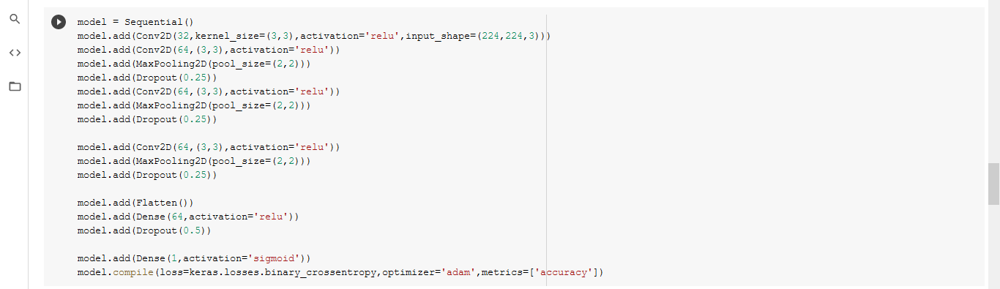 model = Sequential()
model.add(Conv2D(32,kernel_size=(3,3),activation='relu',input_shape=(224,224,3)))
model.add(Conv2D(64,(3,3),activation='relu'))
model.add(MaxPooling2D(pool_size=(2,2)))
model.add(Dropout(0.25))
model.add(Conv2D(64,(3,3),activation='relu'))
model.add(MaxPooling2D(pool_size=(2,2)))
model.add(Dropout(0.25))
model.add(Conv2D(64,(3,3),activation='relu'))
model.add(MaxPooling2D(pool_size=(2,2)))
model.add(Dropout(0.25))
model.add(Flatten())
model.add(Dense(64,activation='relu'))
model.add(Dropout(0.5))
model.add(Dense(1,activation='sigmoid'))
model.compile(loss=keras.losses.binary_crossentropy,optimizer='adam',metrics=['accuracy'])